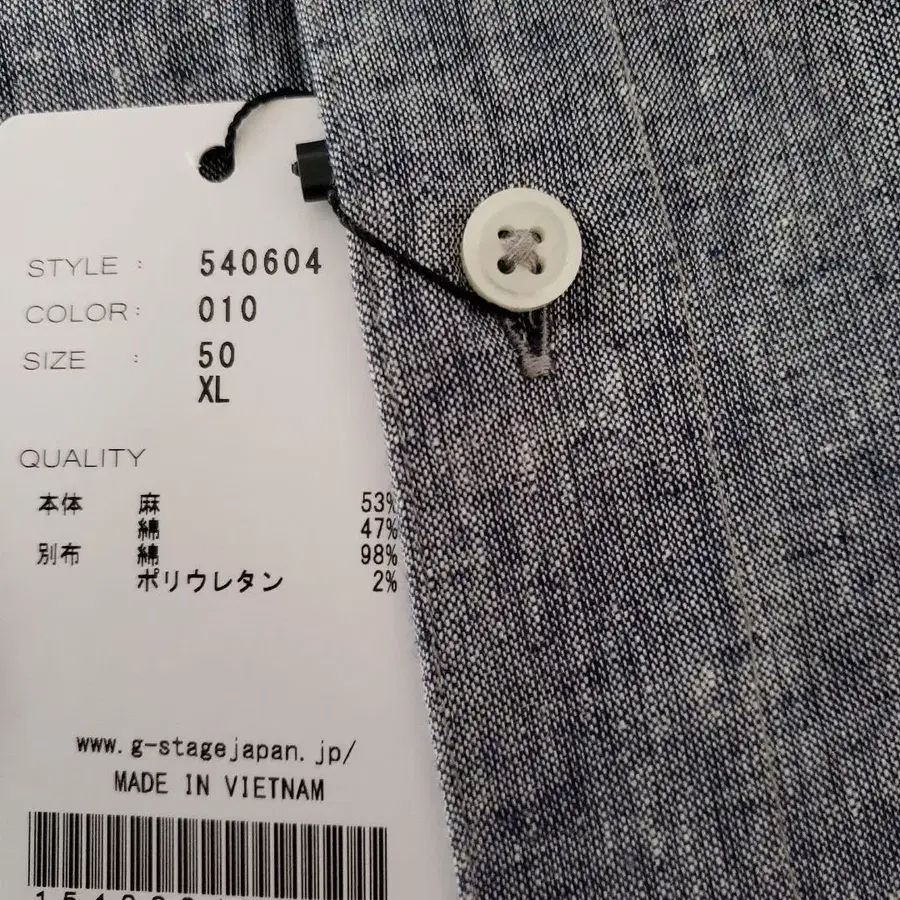 STYLE : 540604
COLOR: 010
SIZE : 50
XL
QUALITY
本体 麻 53%
綿 47%
別布 綿 98%
ポリウレタン 2%
www.g-stagejapan.jp/
MADE IN VIETNAM